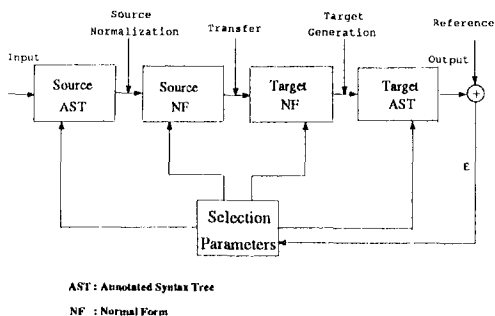 Source
Normalization
Transfer
Target
Generation
Reference
Input
Output
Source
AST
Source
NF
Target
NF
Target
AST
+
E
Selection
Parameters
AST : Annotated Syntax Tree
NF : Normal Form